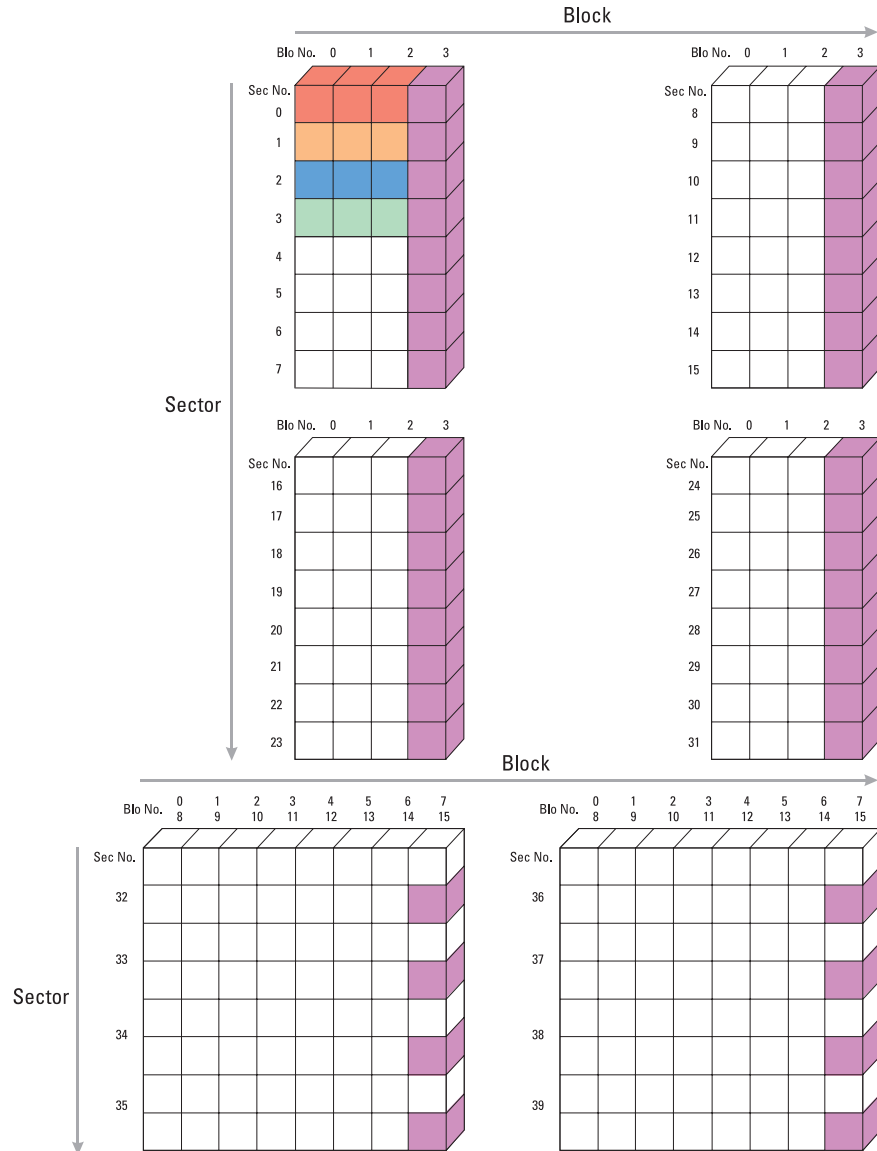 Block
Blo No. 0 1 2 3
Sec No.
0
1
2
3
4
5
6
7
Blo No. 0 1 2 3
Sec No.
8
9
10
11
12
13
14
15
Sector
Blo No. 0 1 2 3
Sec No.
16
17
18
19
20
21
22
23
Blo No. 0 1 2 3
Sec No.
24
25
26
27
28
29
30
31
Block
0 1 2 3 4 5 6 7
Blo No. 8 9 10 11 12 13 14 15
Sec No.
32
33
34
35
0 1 2 3 4 5 6 7
Blo No. 8 9 10 11 12 13 14 15
Sec No.
36
37
38
39
Sector